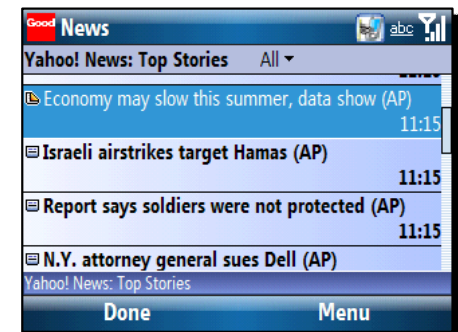 Good News abc
Yahoo! News: Top Stories All
Economy may slow this summer, data show (AP)
11:15
Israeli airstrikes target Hamas (AP)
11:15
Report says soldiers were not protected (AP)
11:15
N.Y. attorney general sues Dell (AP)
Yahoo! News: Top Stories
Done Menu